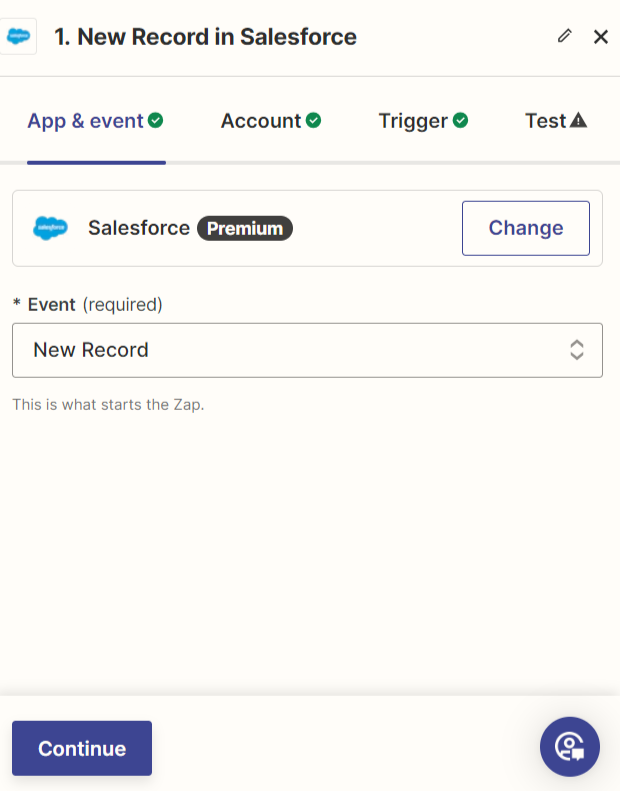 1. New Record in Salesforce
App & event Account Trigger Test
salesforce Salesforce Premium Change
* Event (required)
New Record
This is what starts the Zap.
Continue